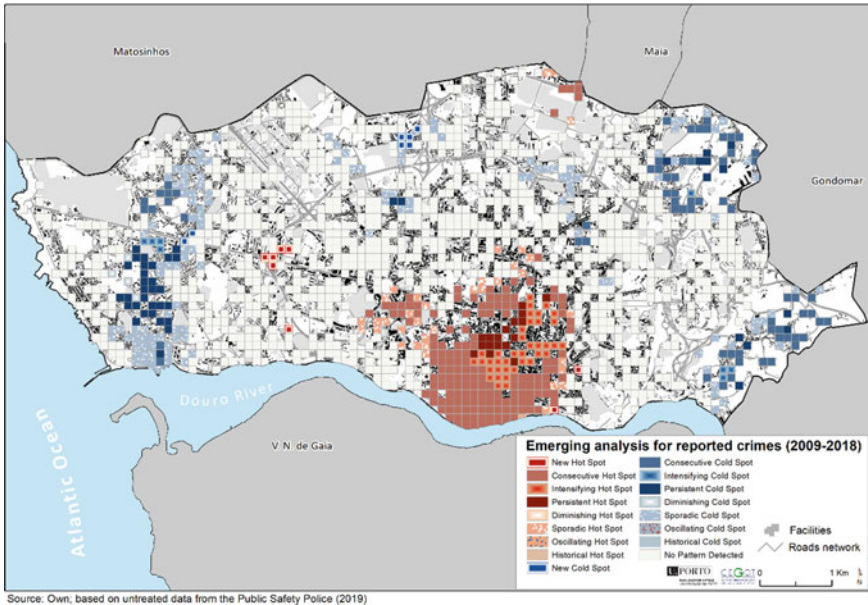 Matosinhos
Maia
Gondomar
Douro River
V. N. de Gaia
Atlantic Ocean
Emerging analysis for reported crimes (2009-2018)
New Hot Spot
Consecutive Hot Spot
Intensifying Hot Spot
Persistent Hot Spot
Diminishing Hot Spot
Sporadic Hot Spot
Oscillating Hot Spot
Historical Hot Spot
New Cold Spot
Consecutive Cold Spot
Intensifying Cold Spot
Persistent Cold Spot
Diminishing Cold Spot
Sporadic Cold Spot
Oscillating Cold Spot
Historical Cold Spot
No Pattern Detected
Facilities
Roads network
U.PORTO
CEGOT
0 1 Km
N
Source: Own; based on untreated data from the Public Safety Police (2019)